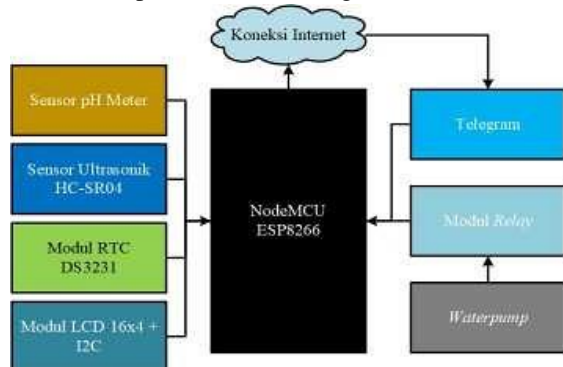 Koneksi Internet
Sensor pH Meter
Sensor Ultrasonik
HC-SR04
Modul RTC
DS3231
Modul LCD 16x4 +
I2C
NodeMCU
ESP8266
Telegram
Modul Relay
Waterpump